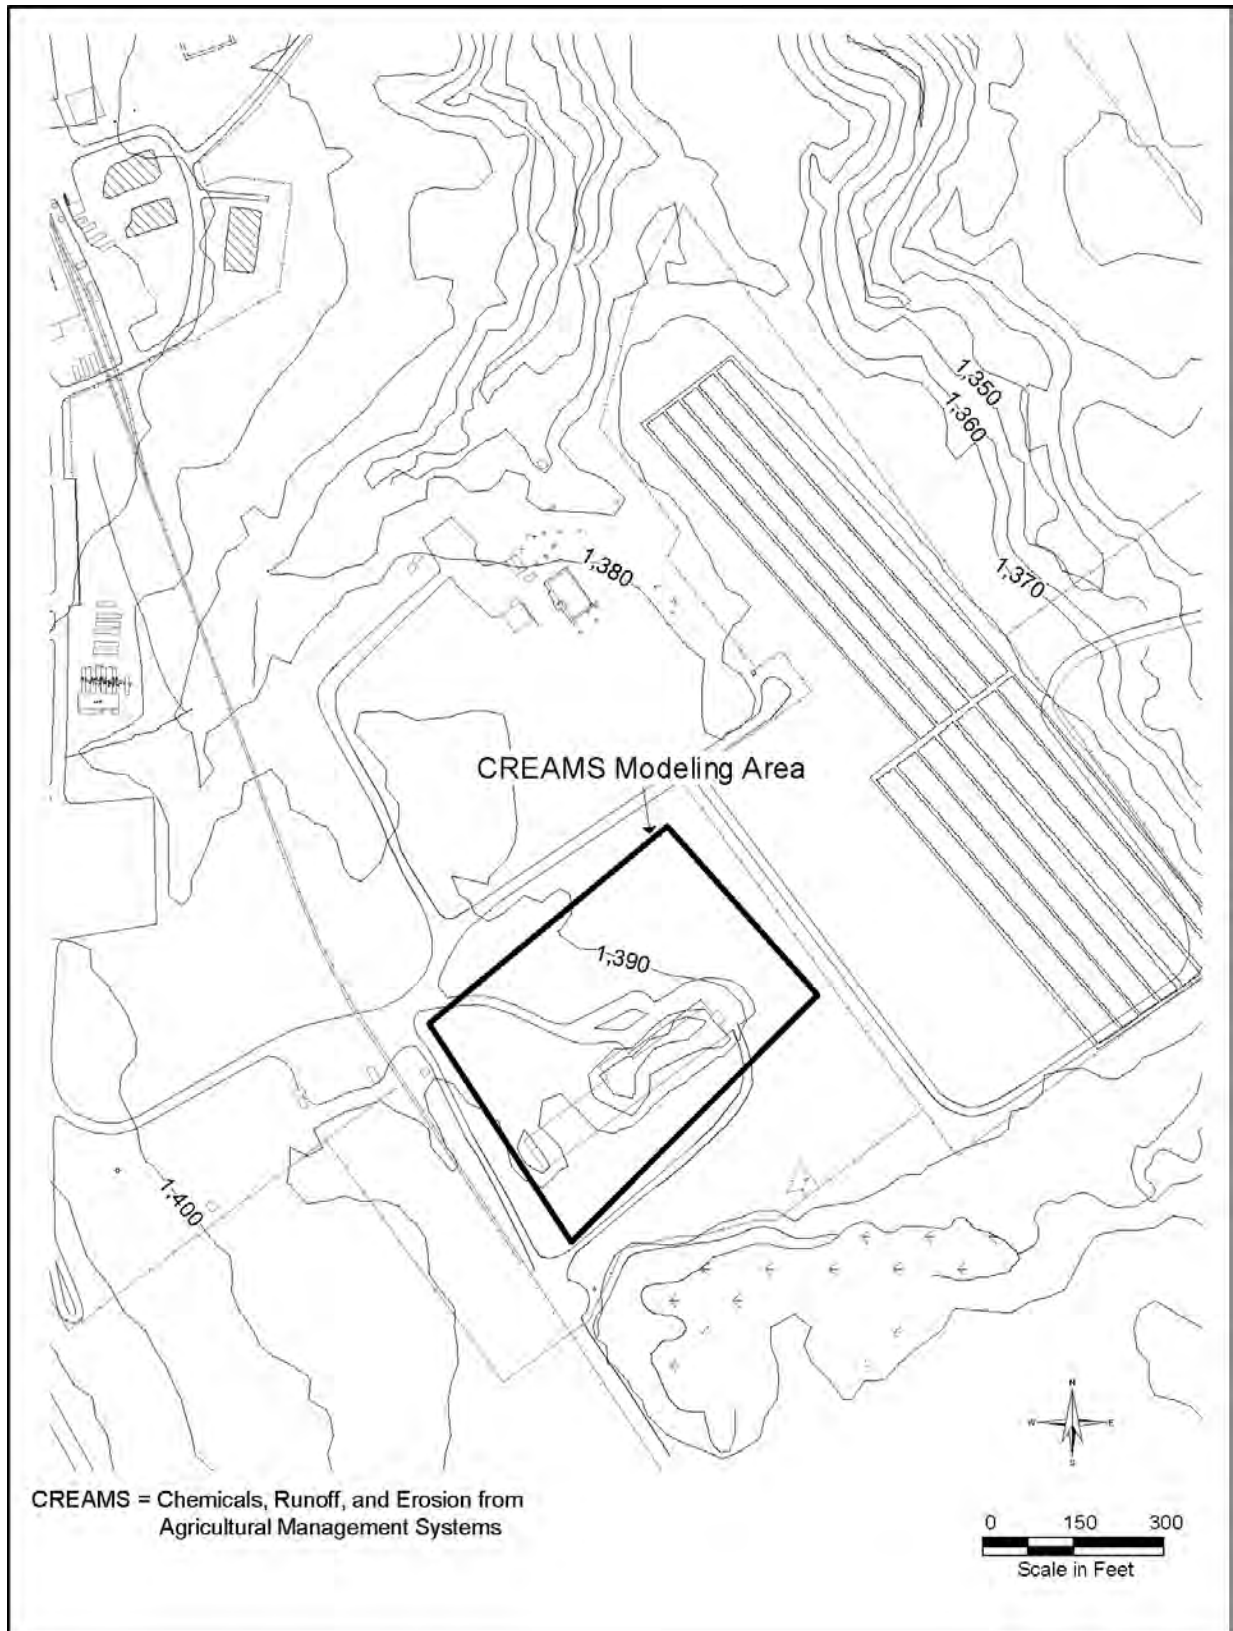 1,350
1,360
1,370
1,380
CREAMS Modeling Area
1,390
1,400
N
W E
S
CREAMS = Chemicals, Runoff, and Erosion from
Agricultural Management Systems
0 150 300
Scale in Feet